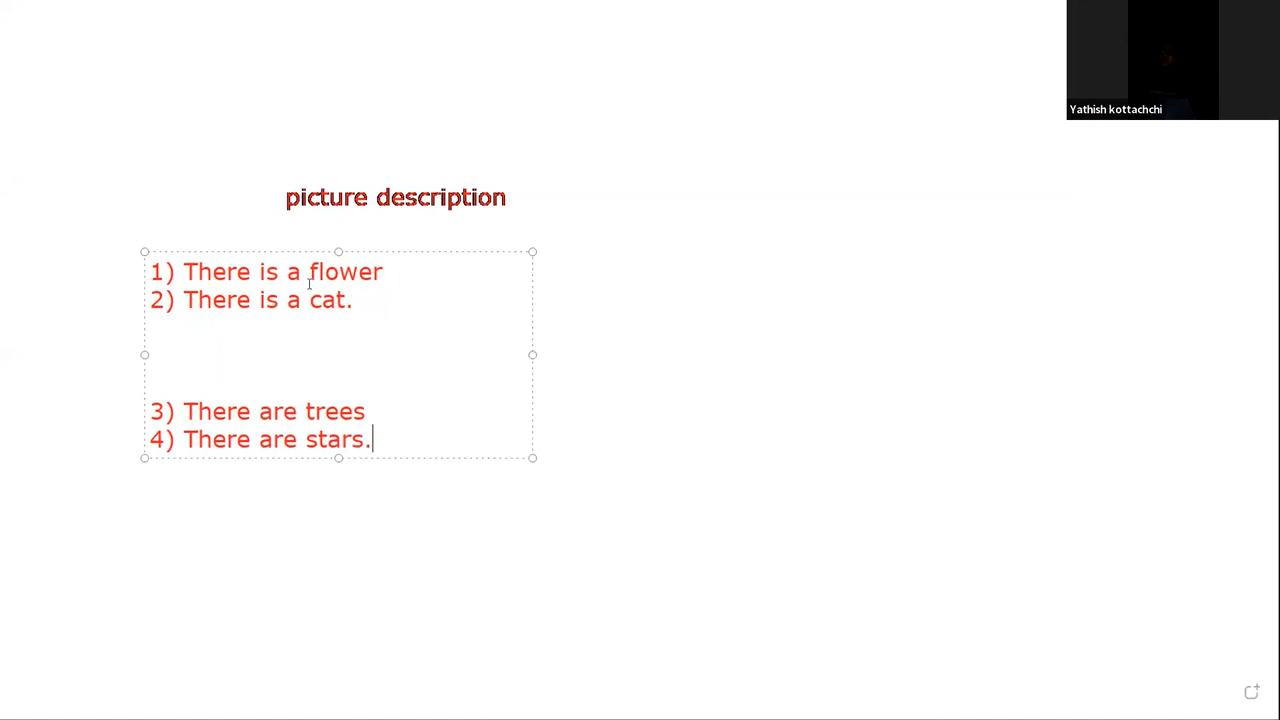 Yathish kottachchi
picture description
1) There is a flower
2) There is a cat.
3) There are trees
4) There are stars.